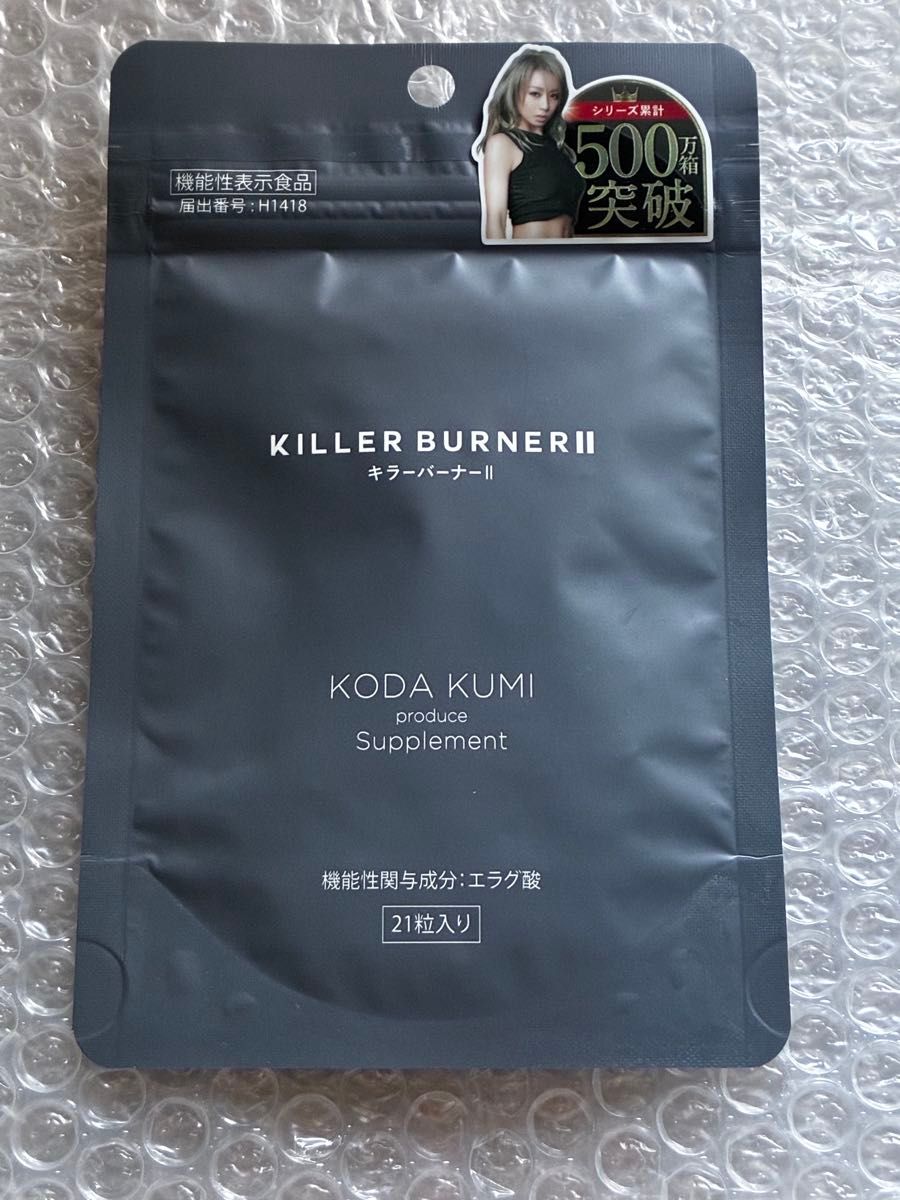 機能性表示食品
届出番号：H1418
シリーズ累計
500万箱
突破
KILLER BURNERⅡ
キラーバーナーⅡ
KODA KUMI
produce
Supplement
機能性関与成分：エラグ酸
21粒入り